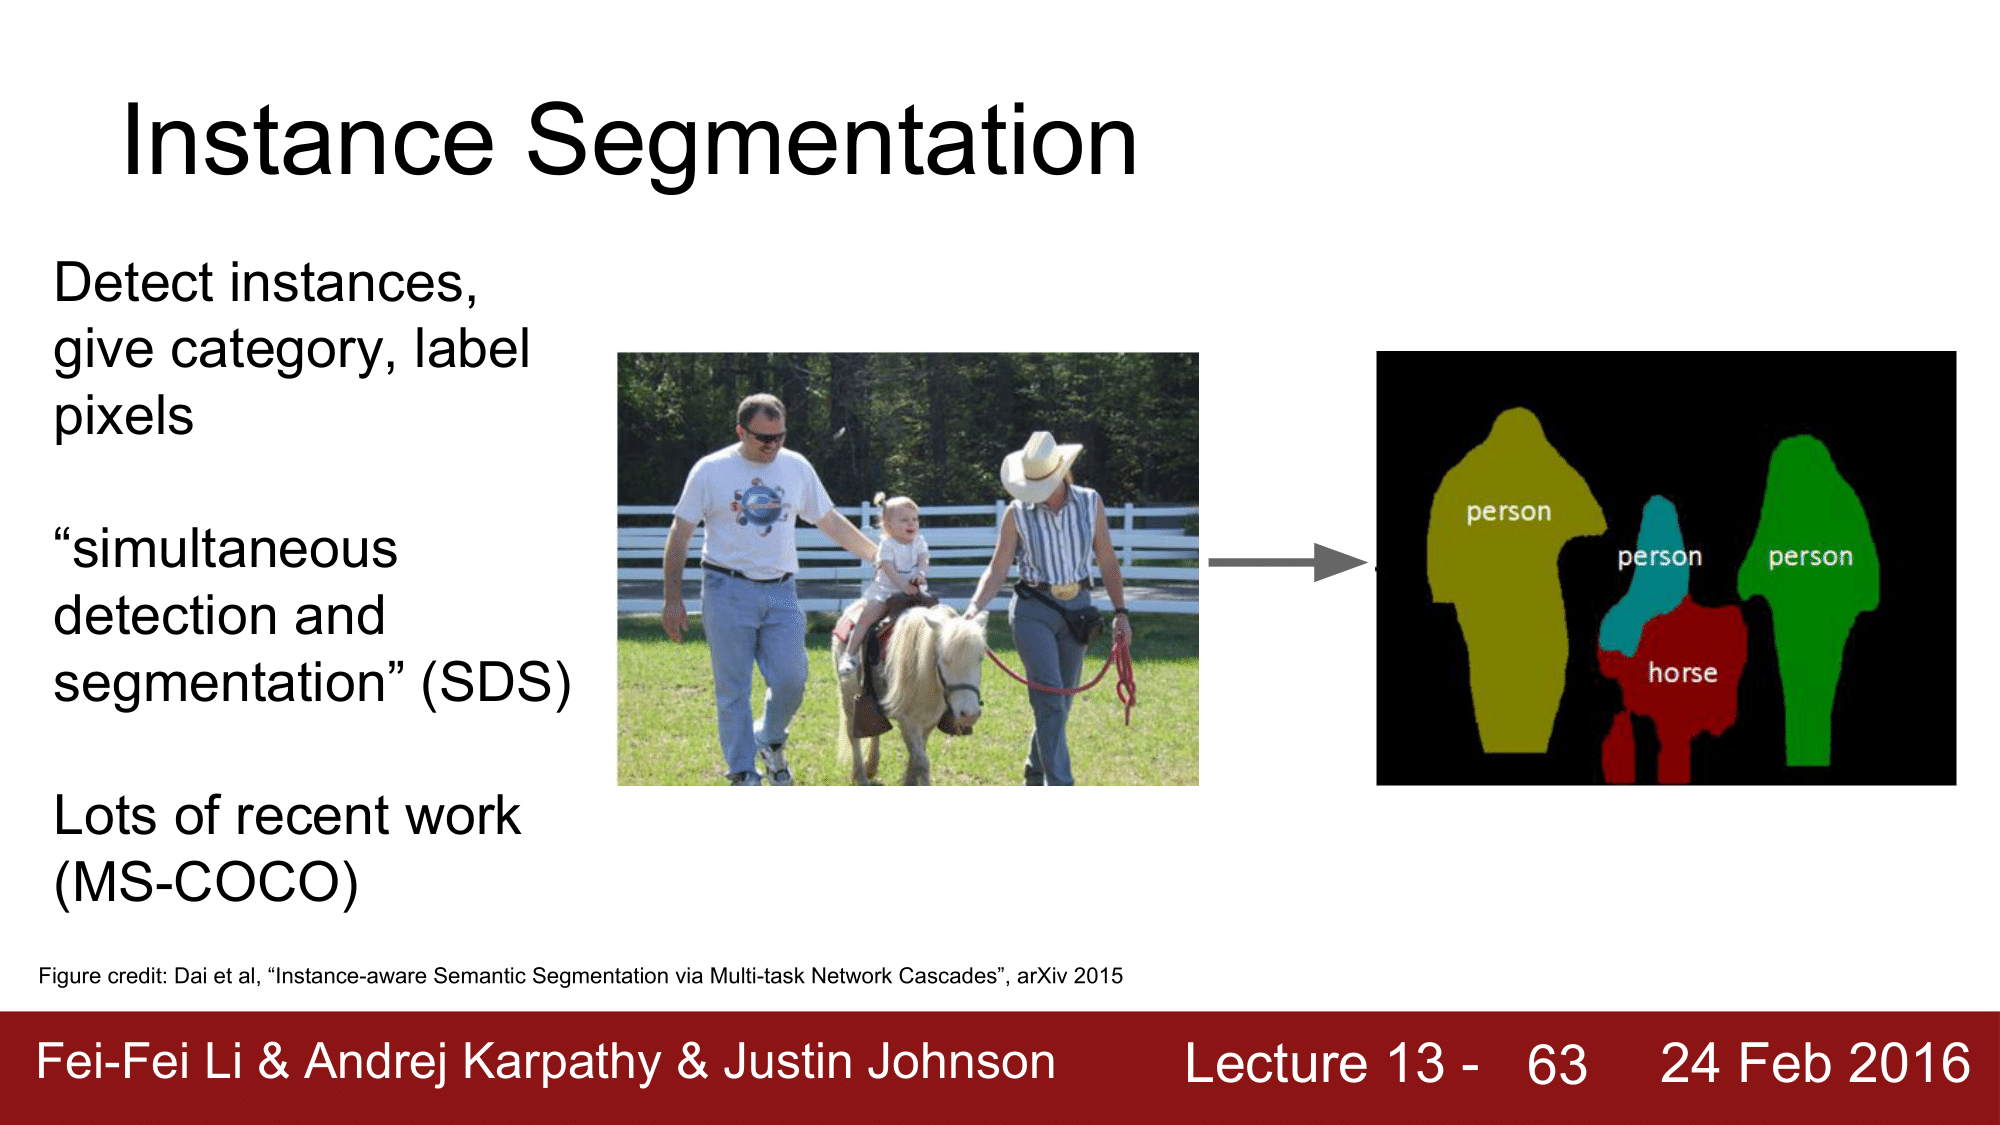 Instance Segmentation
Detect instances,
give category, label
pixels
“simultaneous
detection and
segmentation” (SDS)
Lots of recent work
(MS-COCO)
person
person
person
horse
Figure credit: Dai et al, “Instance-aware Semantic Segmentation via Multi-task Network Cascades”, arXiv 2015
Fei-Fei Li & Andrej Karpathy & Justin Johnson
Lecture 13 - 63
24 Feb 2016